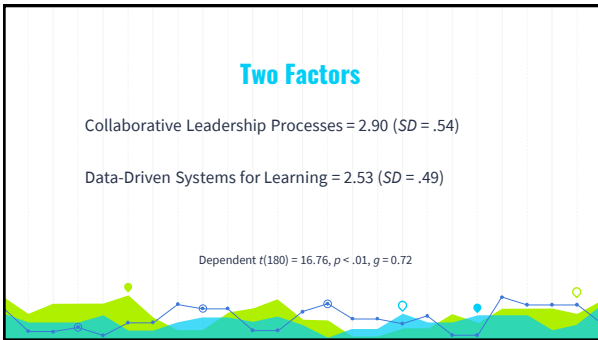 Two Factors
Collaborative Leadership Processes = 2.90 (SD = .54)
Data-Driven Systems for Learning = 2.53 (SD = .49)
Dependent t(180) = 16.76, p < .01, g = 0.72